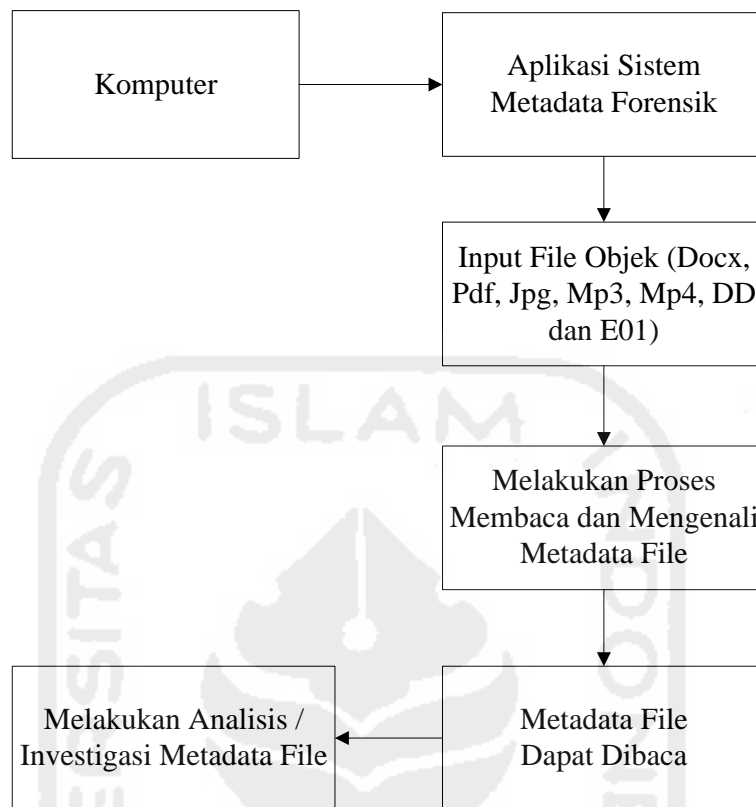 Komputer
Aplikasi Sistem
Metadata Forensik
Input File Objek (Docx,
Pdf, Jpg, Mp3, Mp4, DD
dan E01)
Melakukan Proses
Membaca dan Mengenali
Metadata File
Metadata File
Dapat Dibaca
Melakukan Analisis /
Investigasi Metadata File
ISLAM